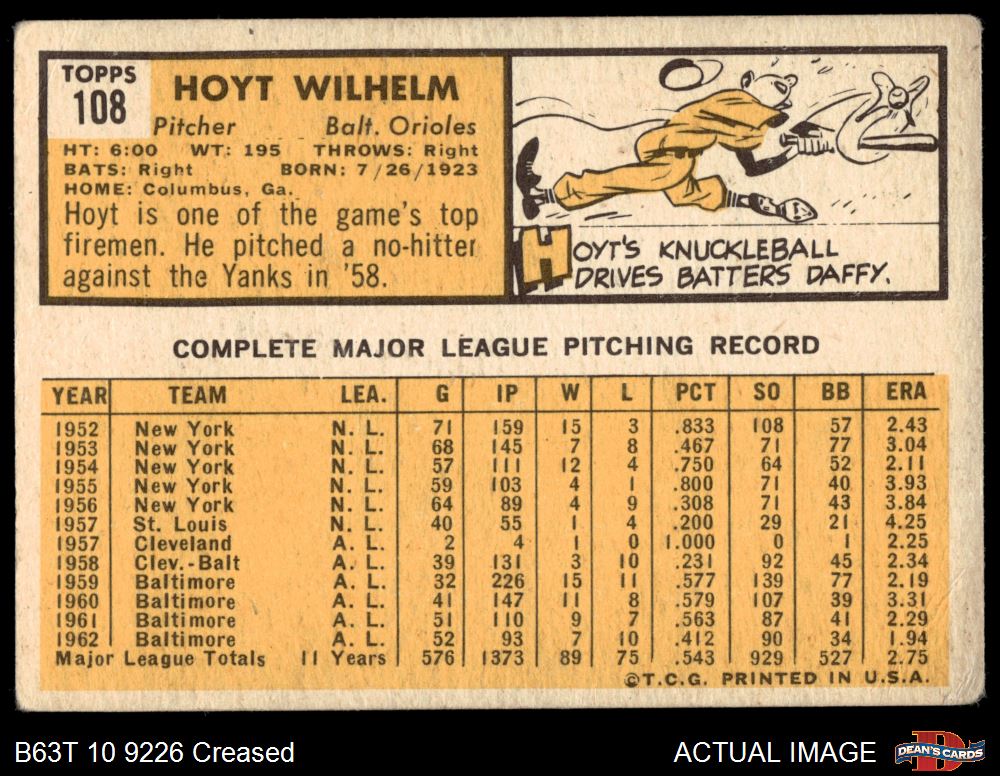 TOPPS
108
HOYT WILHELM
Pitcher Balt. Orioles
HT: 6:00 WT: 195 THROWS: Right
BATS: Right BORN: 7/26/1923
HOME: Columbus, Ga.
Hoyt is one of the game's top
firemen. He pitched a no-hitter
against the Yanks in '58.
HOYT'S KNUCKLEBALL
DRIVES BATTERS DAFFY.
COMPLETE MAJOR LEAGUE PITCHING RECORD
YEAR TEAM LEA. G IP W L PCT SO BB ERA
1952 New York N. L. 71 159 15 3 .833 108 57 2.43
1953 New York N. L. 68 145 7 8 .467 71 77 3.04
1954 New York N. L. 57 111 12 4 .750 64 52 2.11
1955 New York N. L. 59 103 4 1 .800 71 40 3.93
1956 New York N. L. 64 89 4 9 .308 71 43 3.84
1957 St. Louis N. L. 40 55 1 4 .200 29 21 4.25
1957 Cleveland A. L. 2 4 1 0 1.000 0 1 2.25
1958 Clev.-Balt A. L. 39 131 3 10 .231 92 45 2.34
1959 Baltimore A. L. 32 226 15 11 .577 139 77 2.19
1960 Baltimore A. L. 41 147 11 8 .579 107 39 3.31
1961 Baltimore A. L. 51 110 9 7 .563 87 41 2.29
1962 Baltimore A. L. 52 93 7 10 .412 90 34 1.94
Major League Totals 11 Years 576 1373 89 75 .543 929 527 2.75
©T.C.G. PRINTED IN U.S.A.
B63T 10 9226 Creased ACTUAL IMAGE DEAN'S CARDS